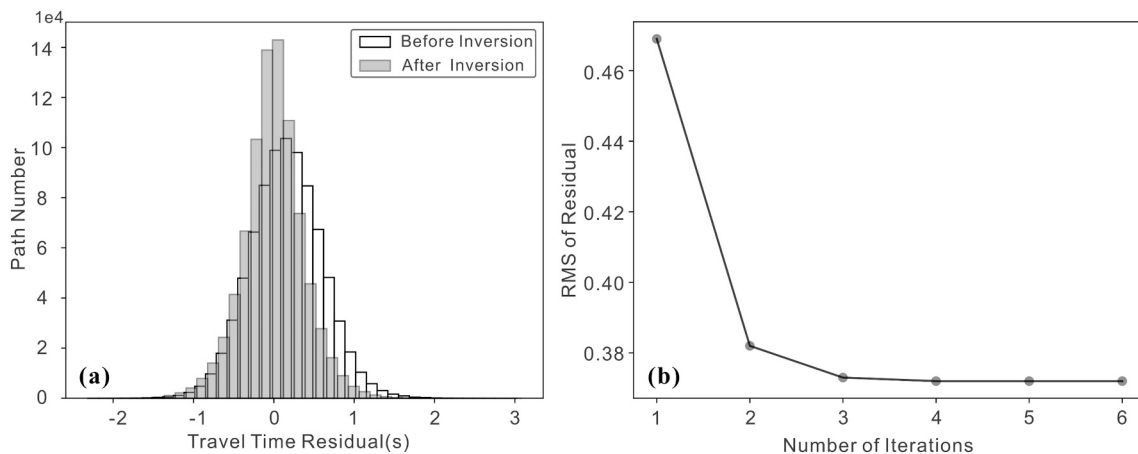 1e4
14
12
10
8
6
4
2
0
Path Number
Before Inversion
After Inversion
(a)
-2 -1 0 1 2 3
Travel Time Residual(s)
0.46
0.44
0.42
0.40
0.38
RMS of Residual
(b)
1 2 3 4 5 6
Number of Iterations